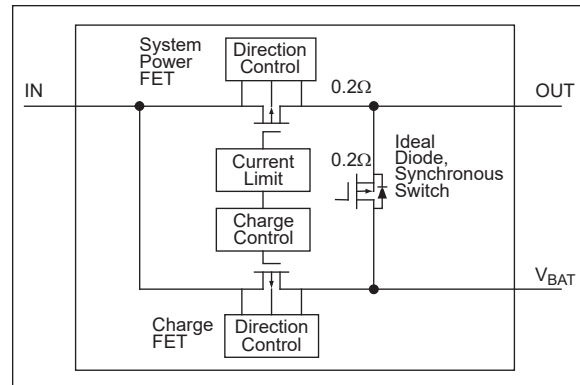 System
Power
FET
Direction
Control
0.2Ω
IN
OUT
Current
Limit
0.2Ω
Ideal
Diode,
Synchronous
Switch
Charge
Control
VBAT
Charge
FET
Direction
Control